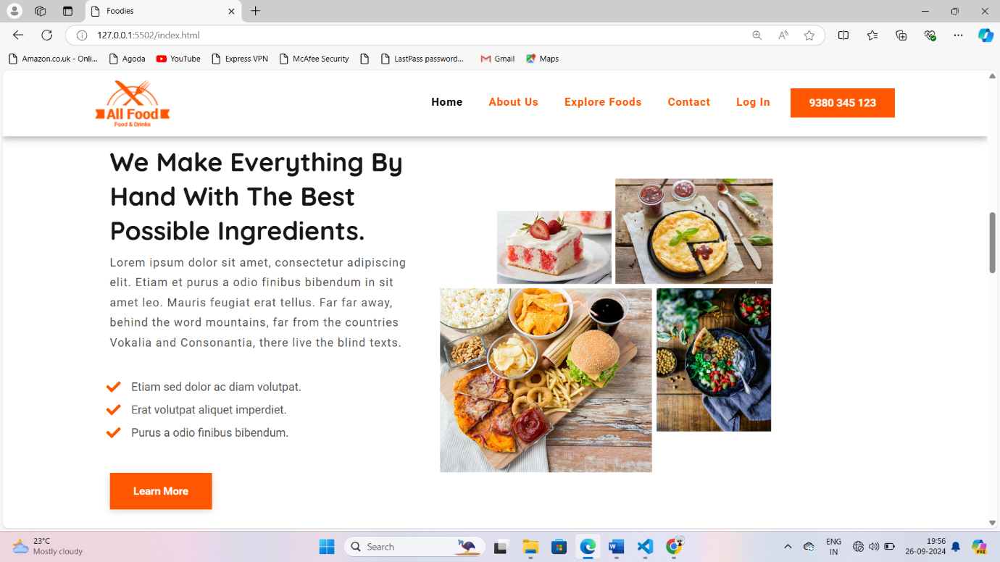 Foodies
127.0.0.1:5502/index.html
Amazon.co.uk - Onli... Agoda YouTube Express VPN McAfee Security LastPass password... Gmail Maps
All Food
Food & Drinks
Home About Us Explore Foods Contact Log In 9380 345 123
We Make Everything By
Hand With The Best
Possible Ingredients.
Lorem ipsum dolor sit amet, consectetur adipiscing
elit. Etiam et purus a odio finibus bibendum in sit
amet leo. Mauris feugiat erat tellus. Far far away,
behind the word mountains, far from the countries
Vokalia and Consonantia, there live the blind texts.
Etiam sed dolor ac diam volutpat.
Erat volutpat aliquet imperdiet.
Purus a odio finibus bibendum.
Learn More
23°C
Mostly cloudy
Search
ENG
IN
19:56
26-09-2024
PRE